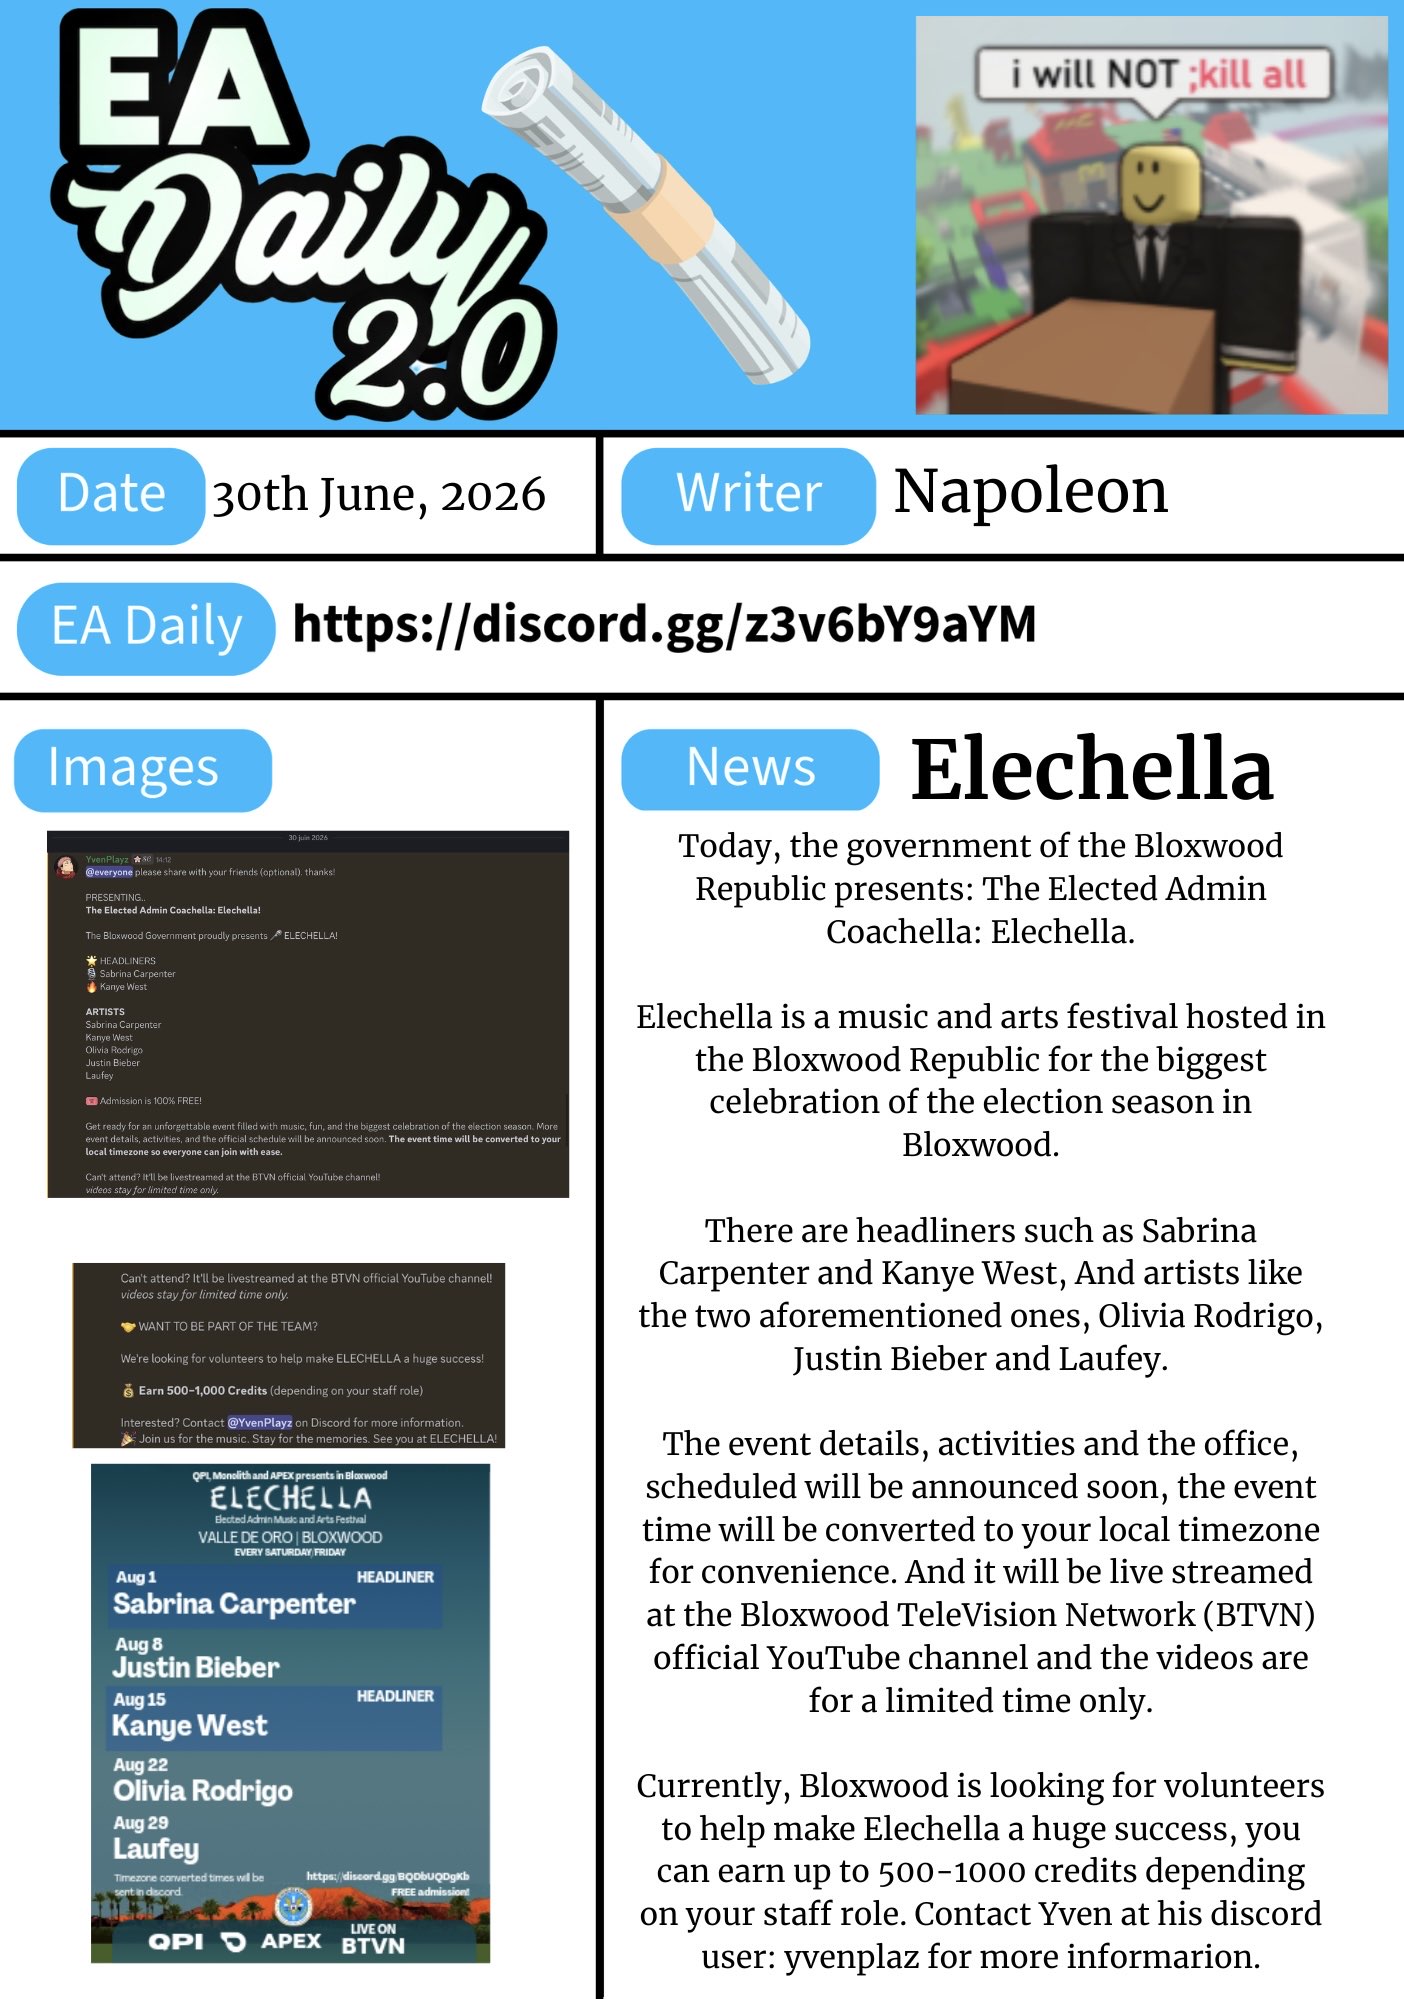 EA
Daily
2.0
i will NOT ;kill all
Date
30th June, 2026
Writer
Napoleon
EA Daily
https://discord.gg/z3v6bY9aYM
Images
30 juin 2026
YvenPlayz
14:12
@everyone please share with your friends (optional). thanks!
PRESENTING..
The Elected Admin Coachella: Elechella!
The Bloxwood Government proudly presents 🎤 ELECHELLA!
🌟 HEADLINERS
🎙 Sabrina Carpenter
🔥 Kanye West
ARTISTS
Sabrina Carpenter
Kanye West
Olivia Rodrigo
Justin Bieber
Laufey
🎟 Admission is 100% FREE!
Get ready for an unforgettable event filled with music, fun, and the biggest celebration of the election season. More
event details, activities, and the official schedule will be announced soon. The event time will be converted to your
local timezone so everyone can join with ease.
Can't attend? It'll be livestreamed at the BTVN official YouTube channel!
videos stay for limited time only.
Can't attend? It'll be livestreamed at the BTVN official YouTube channel!
videos stay for limited time only.
🤝 WANT TO BE PART OF THE TEAM?
We're looking for volunteers to help make ELECHELLA a huge success!
💰 Earn 500–1,000 Credits (depending on your staff role)
Interested? Contact @YvenPlayz on Discord for more information.
🎉 Join us for the music. Stay for the memories. See you at ELECHELLA!
QPI, Monolith and APEX presents in Bloxwood
ELECHELLA
Elected Admin Music and Arts Festival
VALLE DE ORO | BLOXWOOD
EVERY SATURDAY/FRIDAY
Aug 1
HEADLINER
Sabrina Carpenter
Aug 8
Justin Bieber
Aug 15
HEADLINER
Kanye West
Aug 22
Olivia Rodrigo
Aug 29
Laufey
Timezone converted times will be
sent in discord.
https://discord.gg/BQDbUQDgKb
FREE admission!
QPI
APEX
LIVE ON
BTVN
News
Elechella
Today, the government of the Bloxwood
Republic presents: The Elected Admin
Coachella: Elechella.
Elechella is a music and arts festival hosted in
the Bloxwood Republic for the biggest
celebration of the election season in
Bloxwood.
There are headliners such as Sabrina
Carpenter and Kanye West, And artists like
the two aforementioned ones, Olivia Rodrigo,
Justin Bieber and Laufey.
The event details, activities and the office,
scheduled will be announced soon, the event
time will be converted to your local timezone
for convenience. And it will be live streamed
at the Bloxwood TeleVision Network (BTVN)
official YouTube channel and the videos are
for a limited time only.
Currently, Bloxwood is looking for volunteers
to help make Elechella a huge success, you
can earn up to 500-1000 credits depending
on your staff role. Contact Yven at his discord
user: yvenplaz for more informarion.